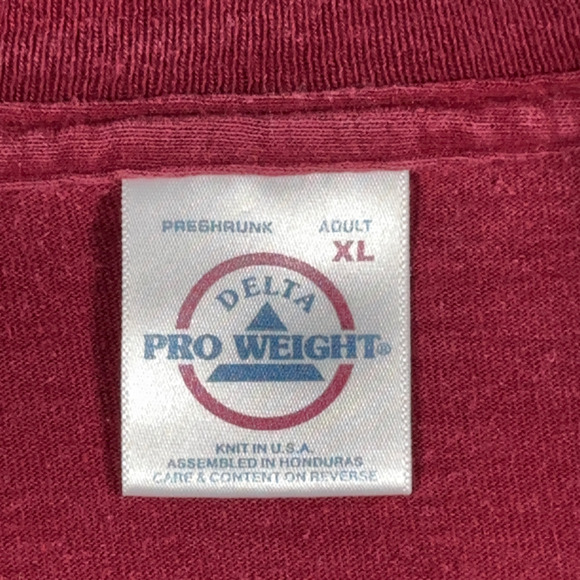 PRESHRUNK ADULT
XL
DELTA
PRO WEIGHT®
KNIT IN U.S.A.
ASSEMBLED IN HONDURAS
CARE & CONTENT ON REVERSE